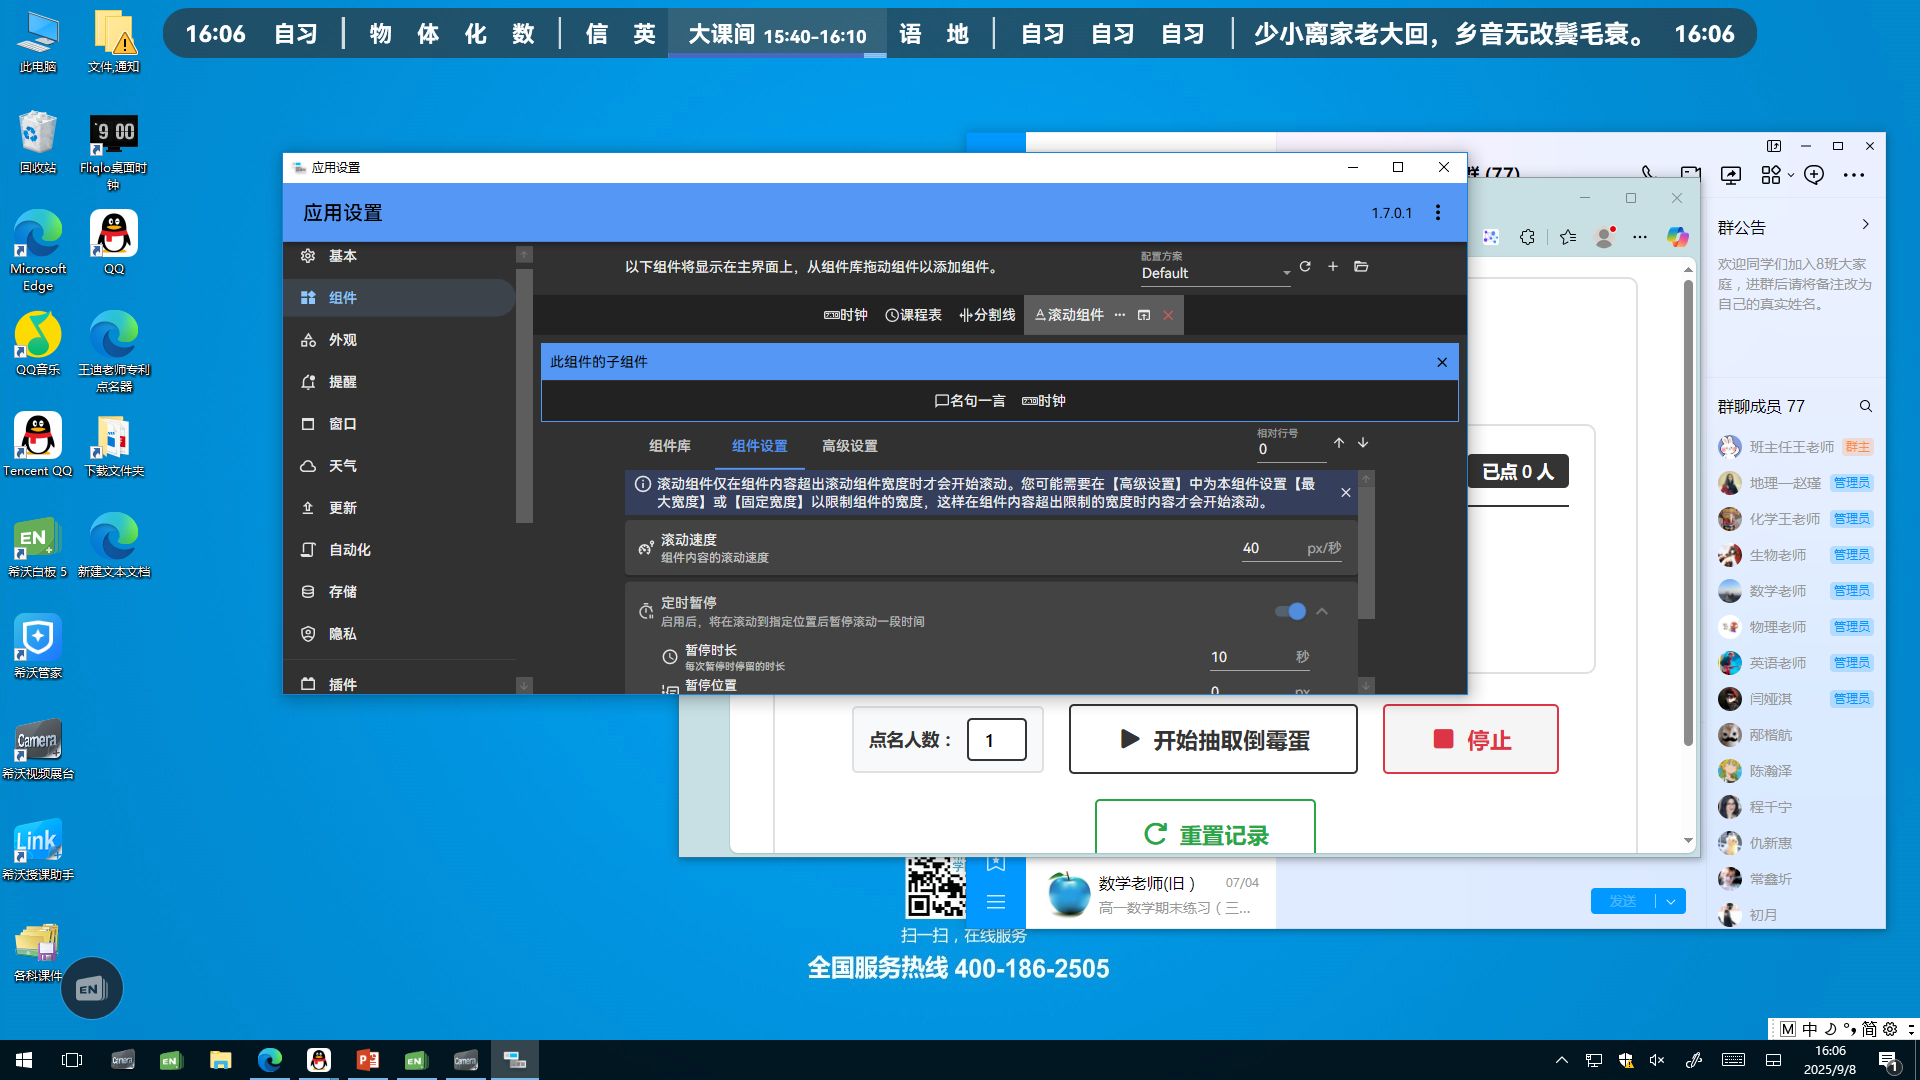 16:06 自习 | 物 体 化 数 | 信 英 大课间 15:40-16:10 语 地 | 自习 自习 自习 | 少小离家老大回，乡音无改鬓毛衰。 16:06
此电脑
文件,通知
回收站
Fliqlo桌面时钟
9 00
Microsoft Edge
QQ
QQ音乐
王迪老师专利点名器
Tencent QQ
下载文件夹
EN
希沃白板 5
新建文本文档
希沃管家
Camera
希沃视频展台
Link
希沃授课助手
各科课件
EN
应用设置
应用设置
1.7.0.1
基本
组件
外观
提醒
窗口
天气
更新
自动化
存储
隐私
插件
以下组件将显示在主界面上，从组件库拖动组件以添加组件。
配置方案
Default
时钟
课程表
分割线
滚动组件
此组件的子组件
名句一言
时钟
组件库
组件设置
高级设置
相对行号
0
滚动组件仅在组件内容超出滚动组件宽度时才会开始滚动。您可能需要在【高级设置】中为本组件设置【最
大宽度】或【固定宽度】以限制组件的宽度，这样在组件内容超出限制的宽度时内容才会开始滚动。
滚动速度
组件内容的滚动速度
40 px/秒
定时暂停
启用后，将在滚动到指定位置后暂停滚动一段时间
暂停时长
每次暂停时停留的时长
10 秒
暂停位置
0 px
群 (77)
已点 0 人
点名人数：
1
开始抽取倒霉蛋
停止
重置记录
群公告
欢迎同学们加入8班大家
庭，进群后请将备注改为
自己的真实姓名。
群聊成员 77
班主任王老师 群主
地理—赵瑾 管理员
化学王老师 管理员
生物老师 管理员
数学老师 管理员
物理老师 管理员
英语老师 管理员
闫娅淇 管理员
邴楷航
陈瀚泽
程千宁
仇新惠
常鑫圻
初月
学
数学老师(旧 )
07/04
高一数学期末练习（ 三...
发送
扫一扫，在线服务
全国服务热线 400-186-2505
M 中 简
Camera
EN
EN
Camera
16:06
2025/9/8
1